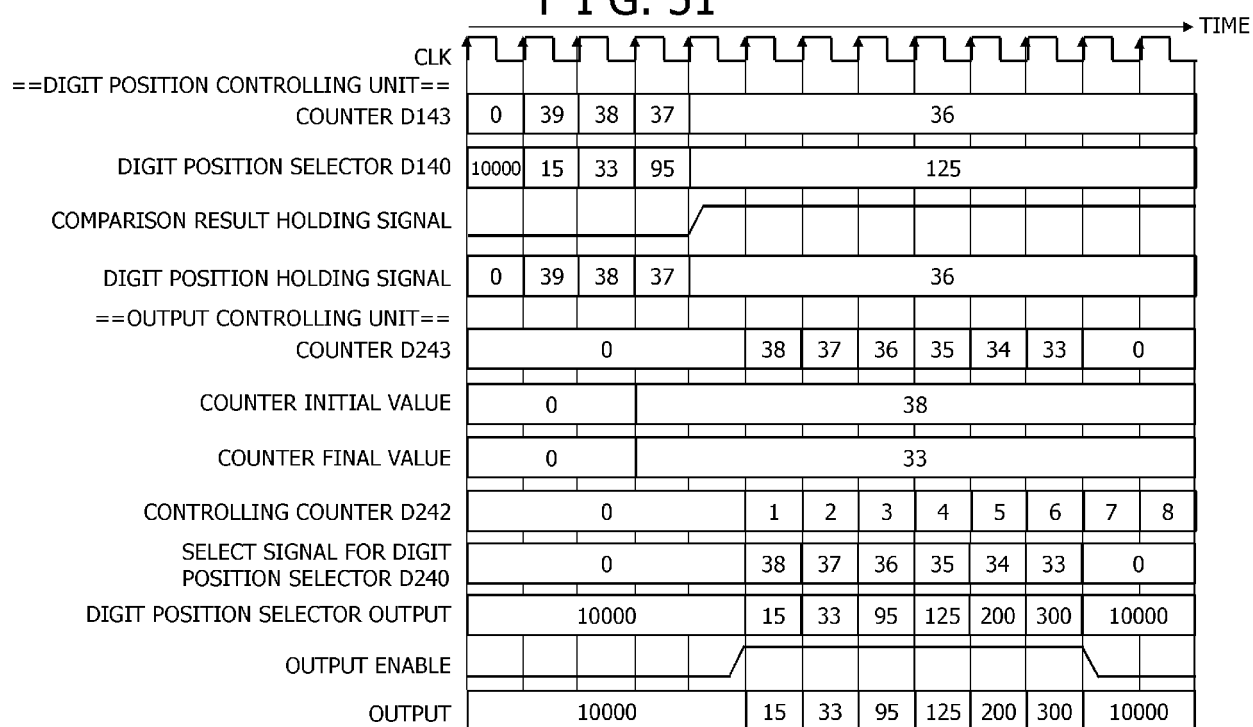 FIG. 51
TIME
CLK
==DIGIT POSITION CONTROLLING UNIT==
COUNTER D143 0 39 38 37 36
DIGIT POSITION SELECTOR D140 10000 15 33 95 125
COMPARISON RESULT HOLDING SIGNAL
DIGIT POSITION HOLDING SIGNAL 0 39 38 37 36
==OUTPUT CONTROLLING UNIT==
COUNTER D243 0 38 37 36 35 34 33 0
COUNTER INITIAL VALUE 0 38
COUNTER FINAL VALUE 0 33
CONTROLLING COUNTER D242 0 1 2 3 4 5 6 7 8
SELECT SIGNAL FOR DIGIT
POSITION SELECTOR D240 0 38 37 36 35 34 33 0
DIGIT POSITION SELECTOR OUTPUT 10000 15 33 95 125 200 300 10000
OUTPUT ENABLE
OUTPUT 10000 15 33 95 125 200 300 10000